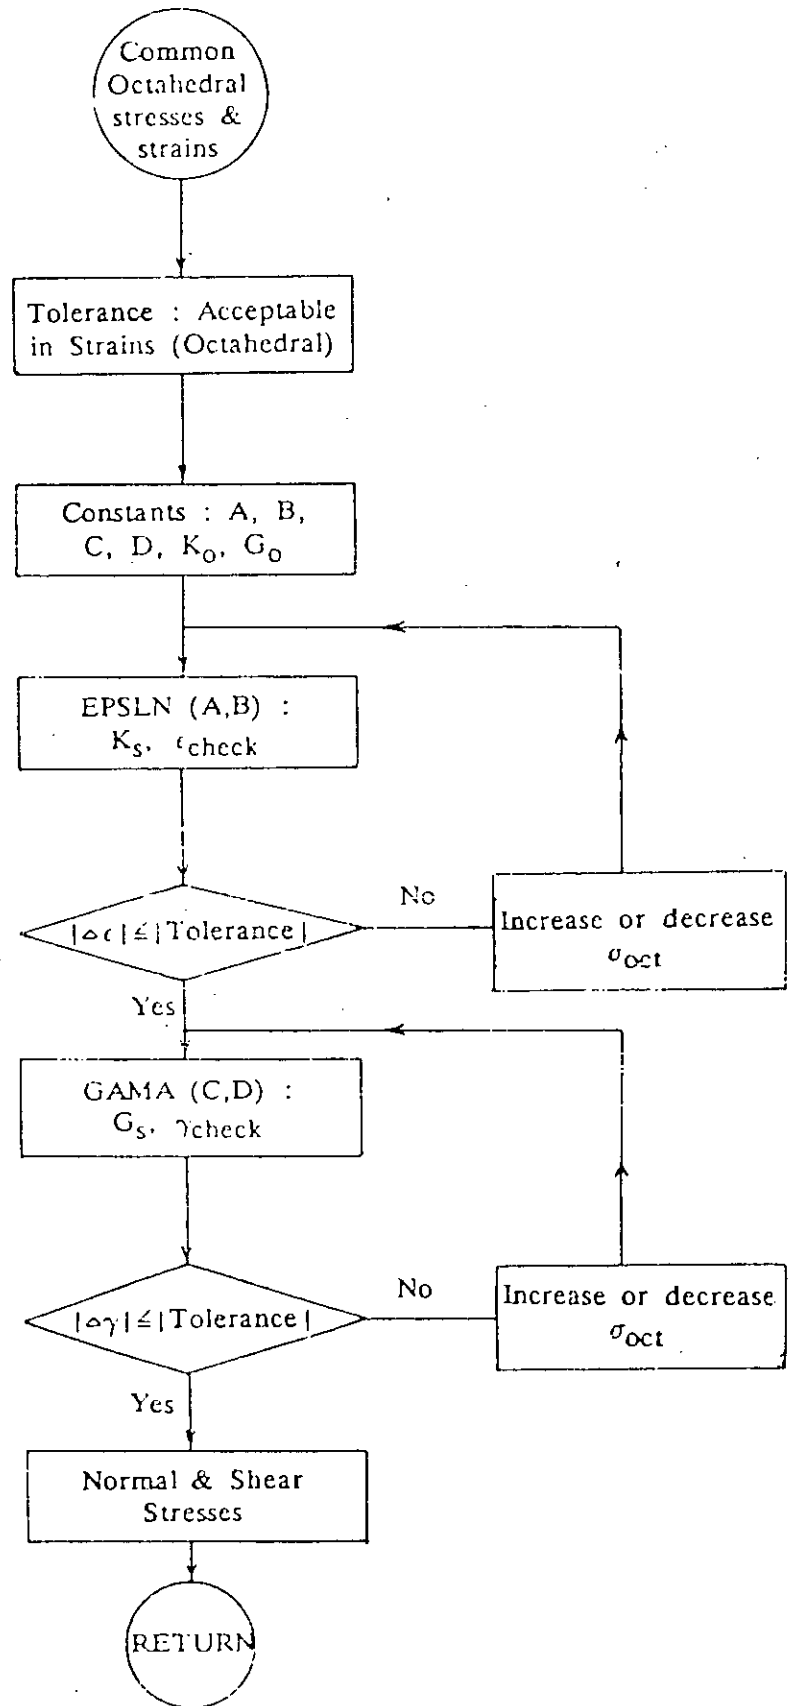 Common
Octahedral
stresses &
strains
Tolerance : Acceptable
in Strains (Octahedral)
Constants : A, B,
C, D, K₀, G₀
EPSLN (A,B) :
Kₛ, ϵcheck
|Δϵ| ≦ |Tolerance|
No
Increase or decrease
σoct
Yes
GAMA (C,D) :
Gₛ, γcheck
|Δγ| ≦ |Tolerance|
No
Increase or decrease
σoct
Yes
Normal & Shear
Stresses
RETURN